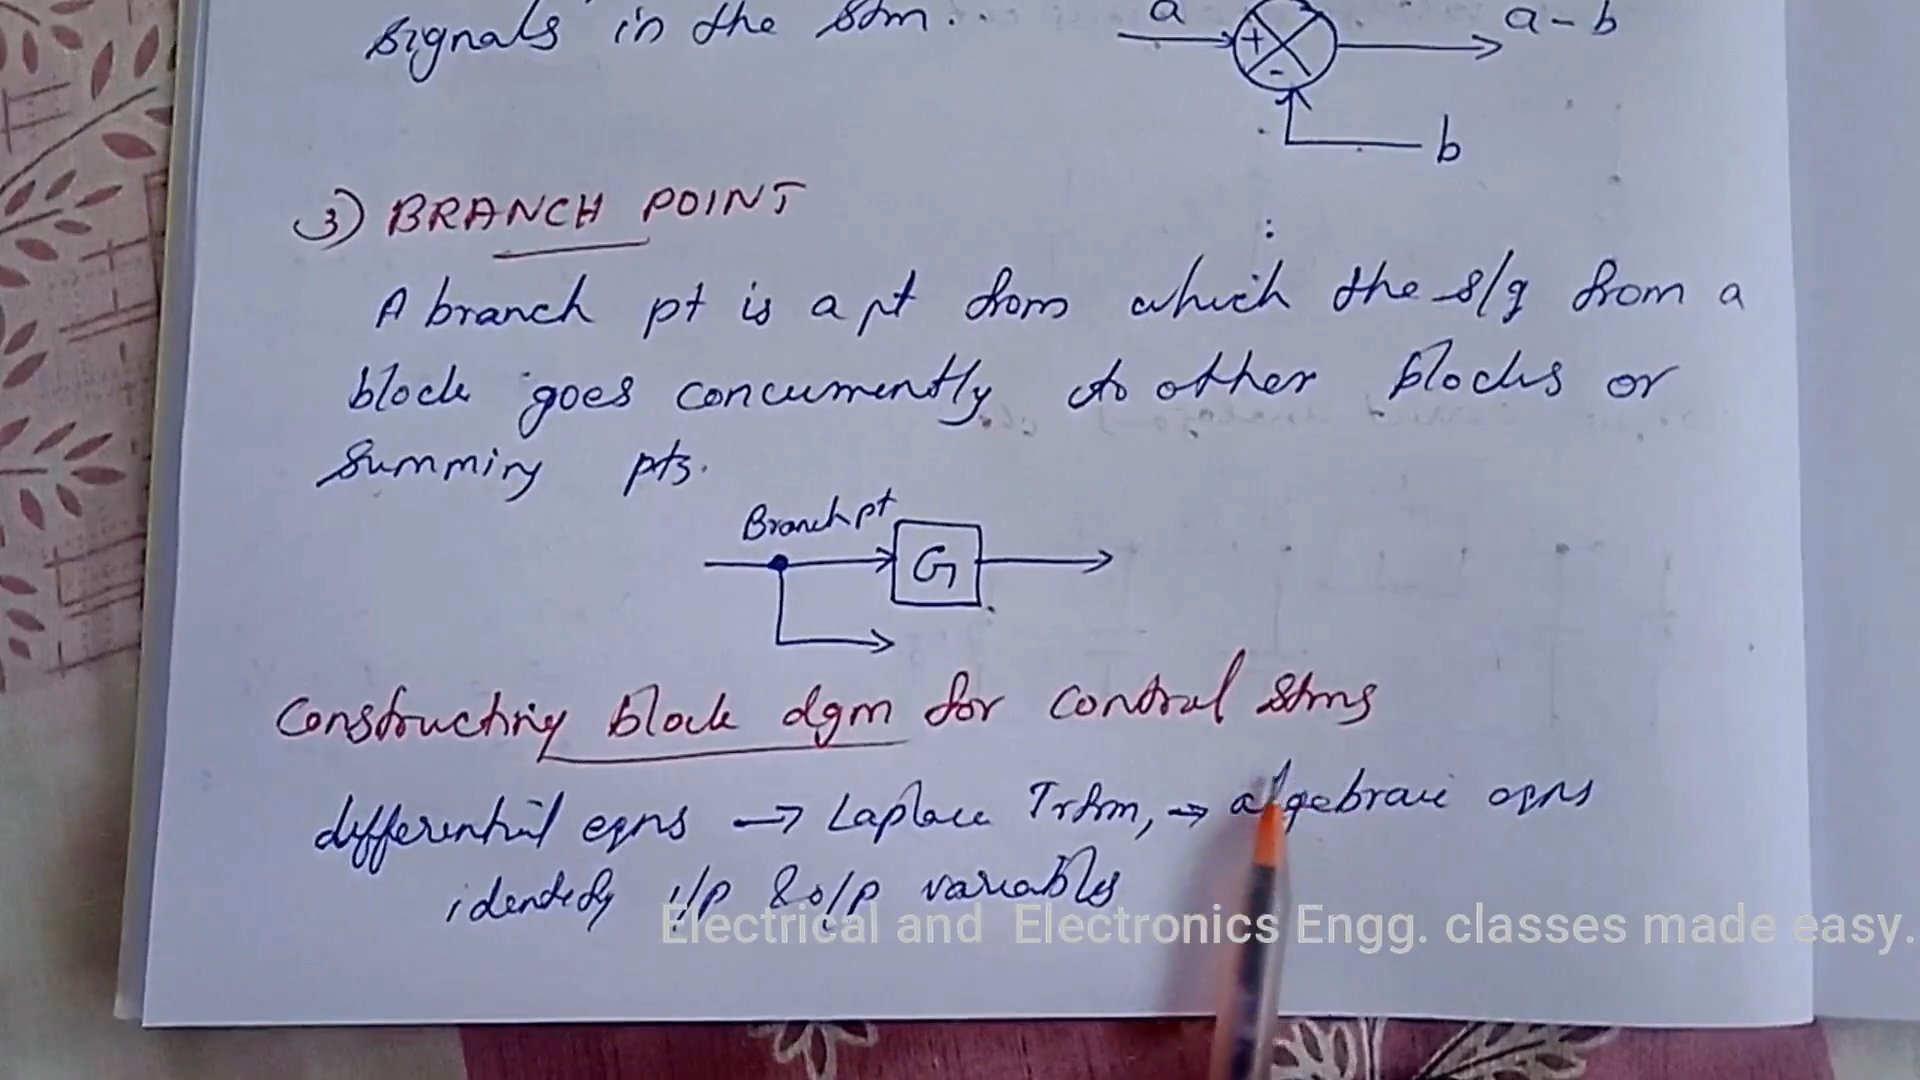 signals in the stm.
a
+
-
a - b
b
3) BRANCH POINT
A branch pt is a pt from which the s/g from a
block goes concurrently to other blocks or
summing pts.
Branch pt
G
Constructing block dgm for control stms
differential eqns → Laplace Trfm, → algebraic eqns
identify i/p & o/p variables
Electrical and Electronics Engg. classes made easy.